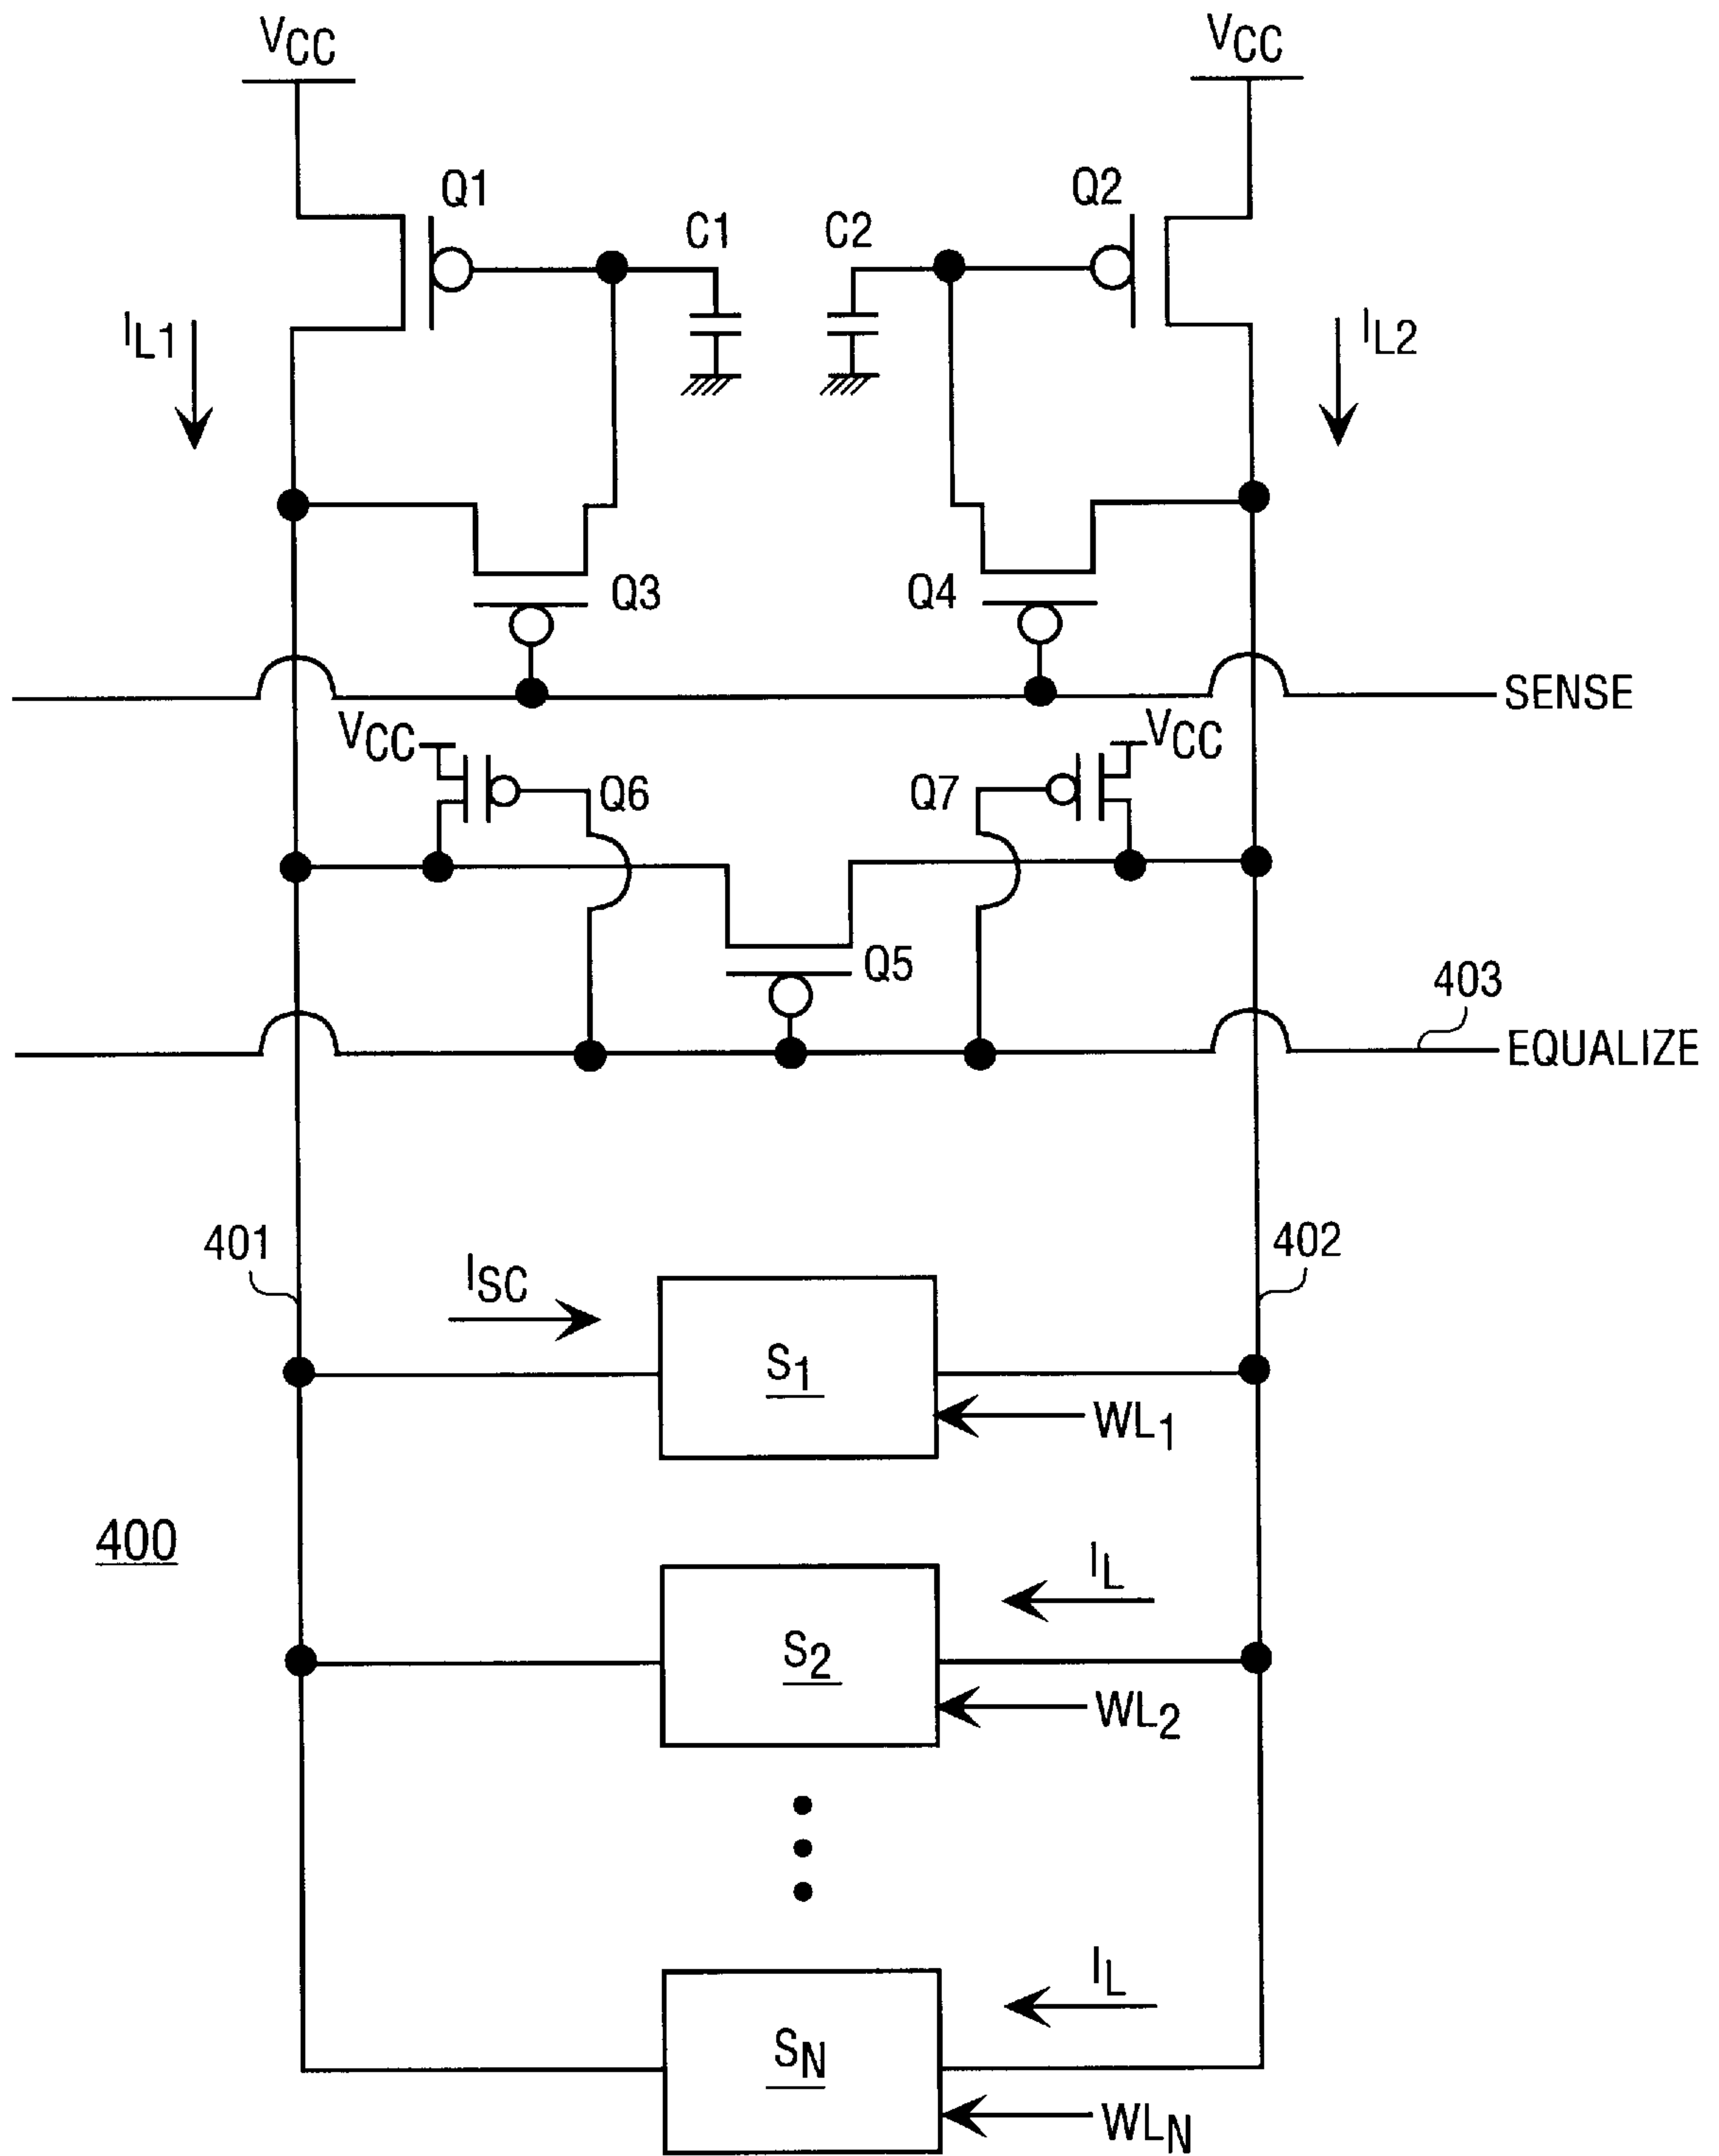 VCC VCC
Q1 Q2
C1 C2
IL1 IL2
Q3 Q4
SENSE
VCC VCC
Q6 Q7
Q5
403
EQUALIZE
401 402
ISC
S1
WL1
400
IL
S2
WL2
IL
SN
WLN